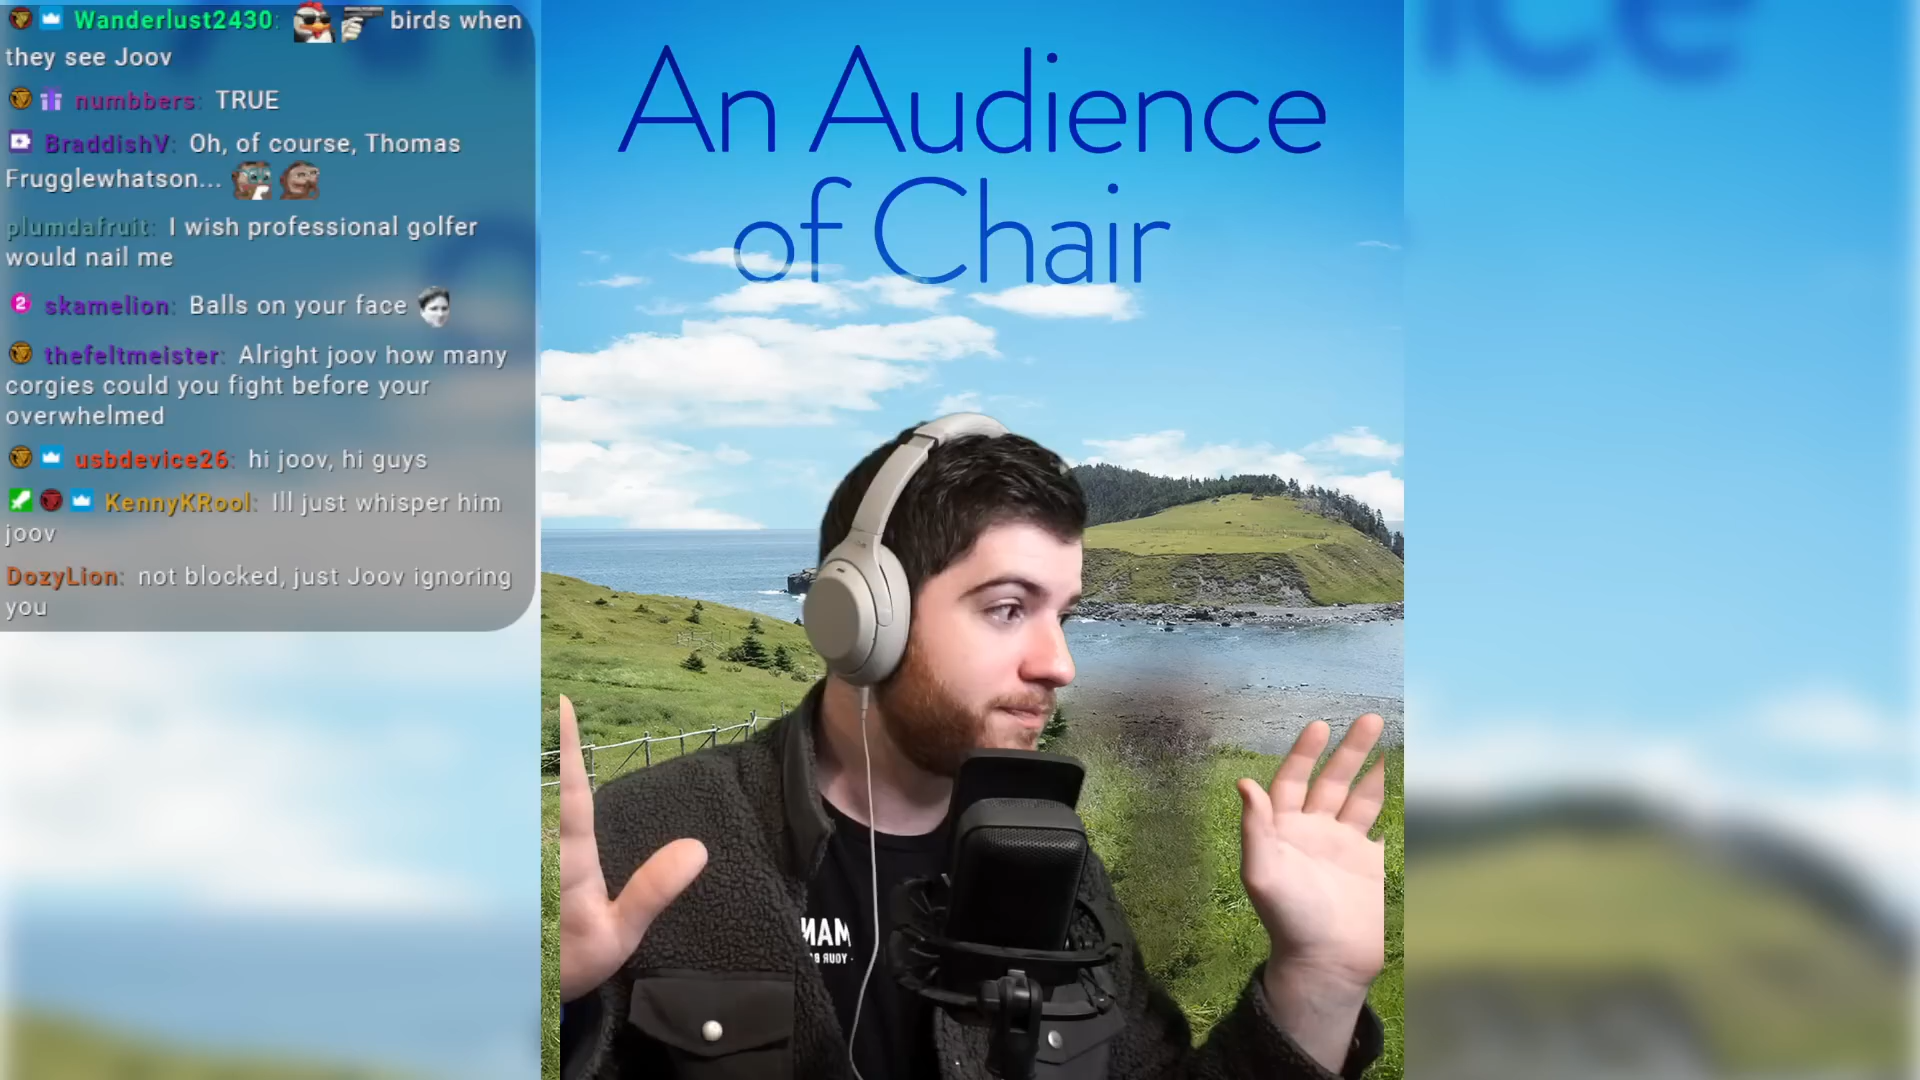 Wanderlust2430: birds when
they see Joov
numbbers: TRUE
BraddishV: Oh, of course, Thomas
Frugglewhatson...
plumdafruit: I wish professional golfer
would nail me
2 skamelion: Balls on your face
thefeltmeister: Alright joov how many
corgies could you fight before your
overwhelmed
usbdevice26: hi joov, hi guys
KennyKRool: Ill just whisper him
joov
DozyLion: not blocked, just Joov ignoring
you
An Audience
of Chair
MAN